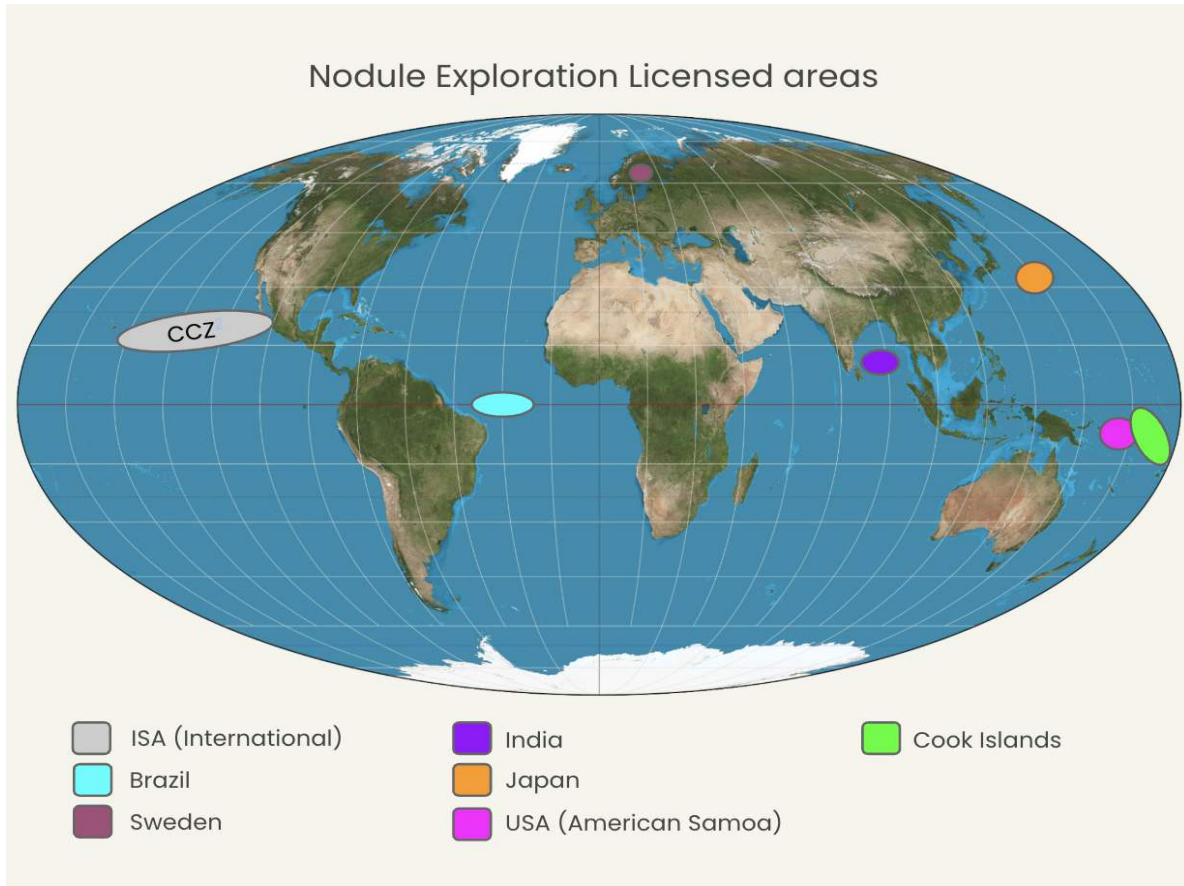 Nodule Exploration Licensed areas
CCZ
ISA (International)
Brazil
Sweden
India
Japan
USA (American Samoa)
Cook Islands